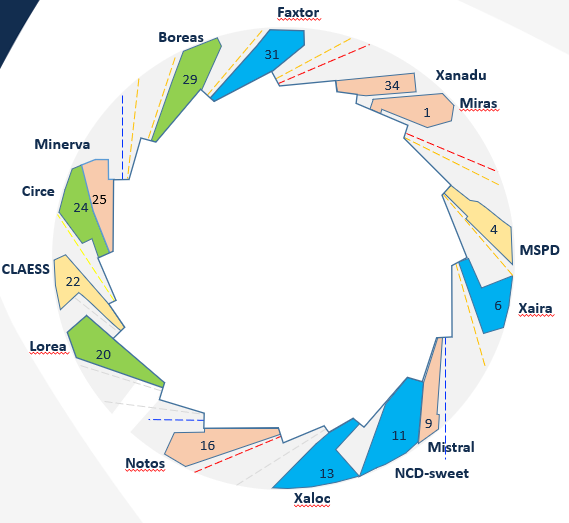 Faxtor
Boreas
31
29
34
Xanadu
Miras
1
Minerva
Circe
24
25
4
MSPD
CLAESS
22
6
Xaira
Lorea
20
9
11
Mistral
16
Notos
13
NCD-sweet
Xaloc